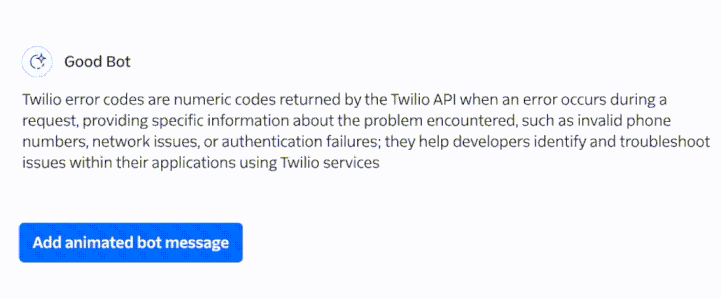 Good Bot
Twilio error codes are numeric codes returned by the Twilio API when an error occurs during a
request, providing specific information about the problem encountered, such as invalid phone
numbers, network issues, or authentication failures; they help developers identify and troubleshoot
issues within their applications using Twilio services
Add animated bot message